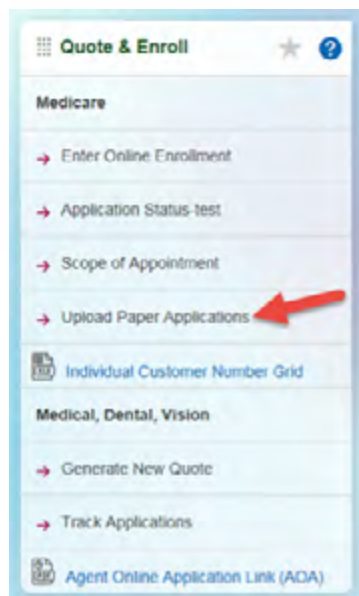 Quote & Enroll
Medicare
Enter Online Enrollment
Application Status-test
Scope of Appointment
Upload Paper Applications
Individual Customer Number Grid
Medical, Dental, Vision
Generate New Quote
Track Applications
Agent Online Application Link (AOA)